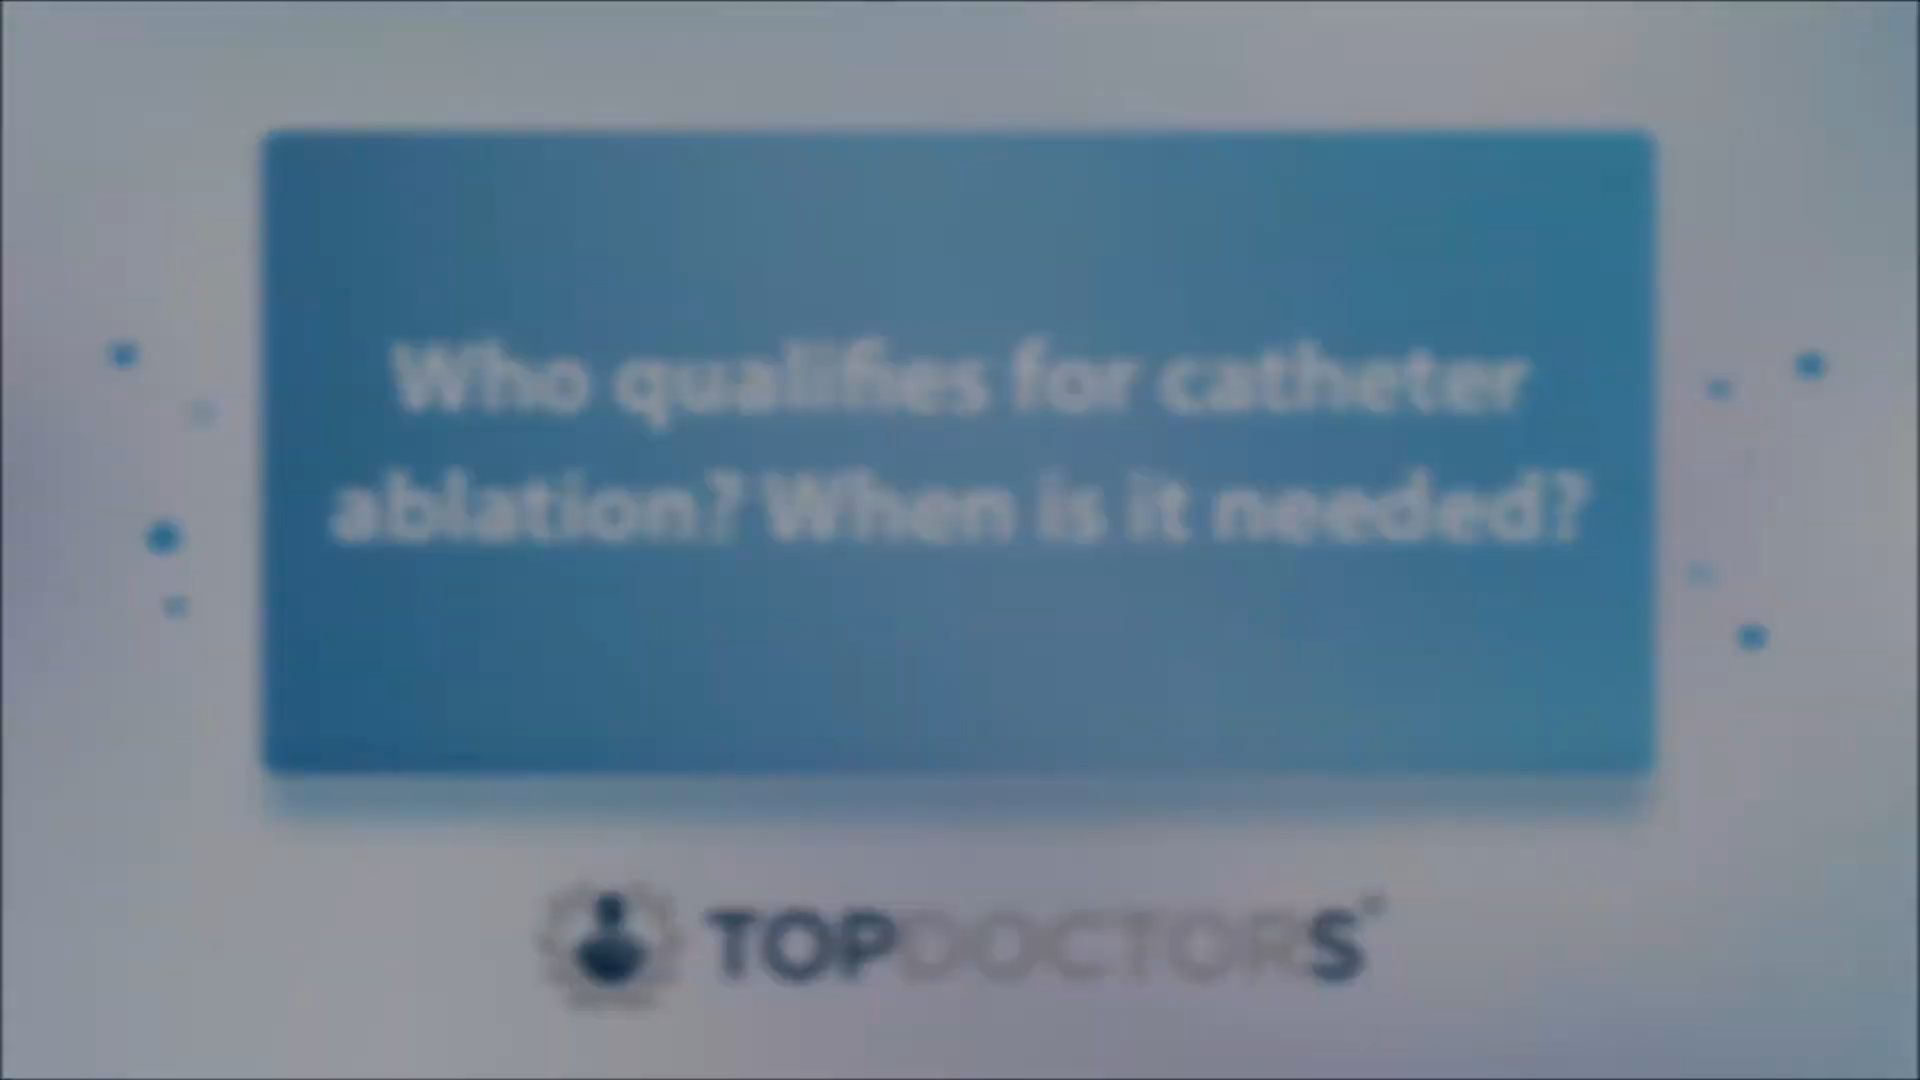 Who qualifies for catheter
ablation? When is it needed?
TOPDOCTORS